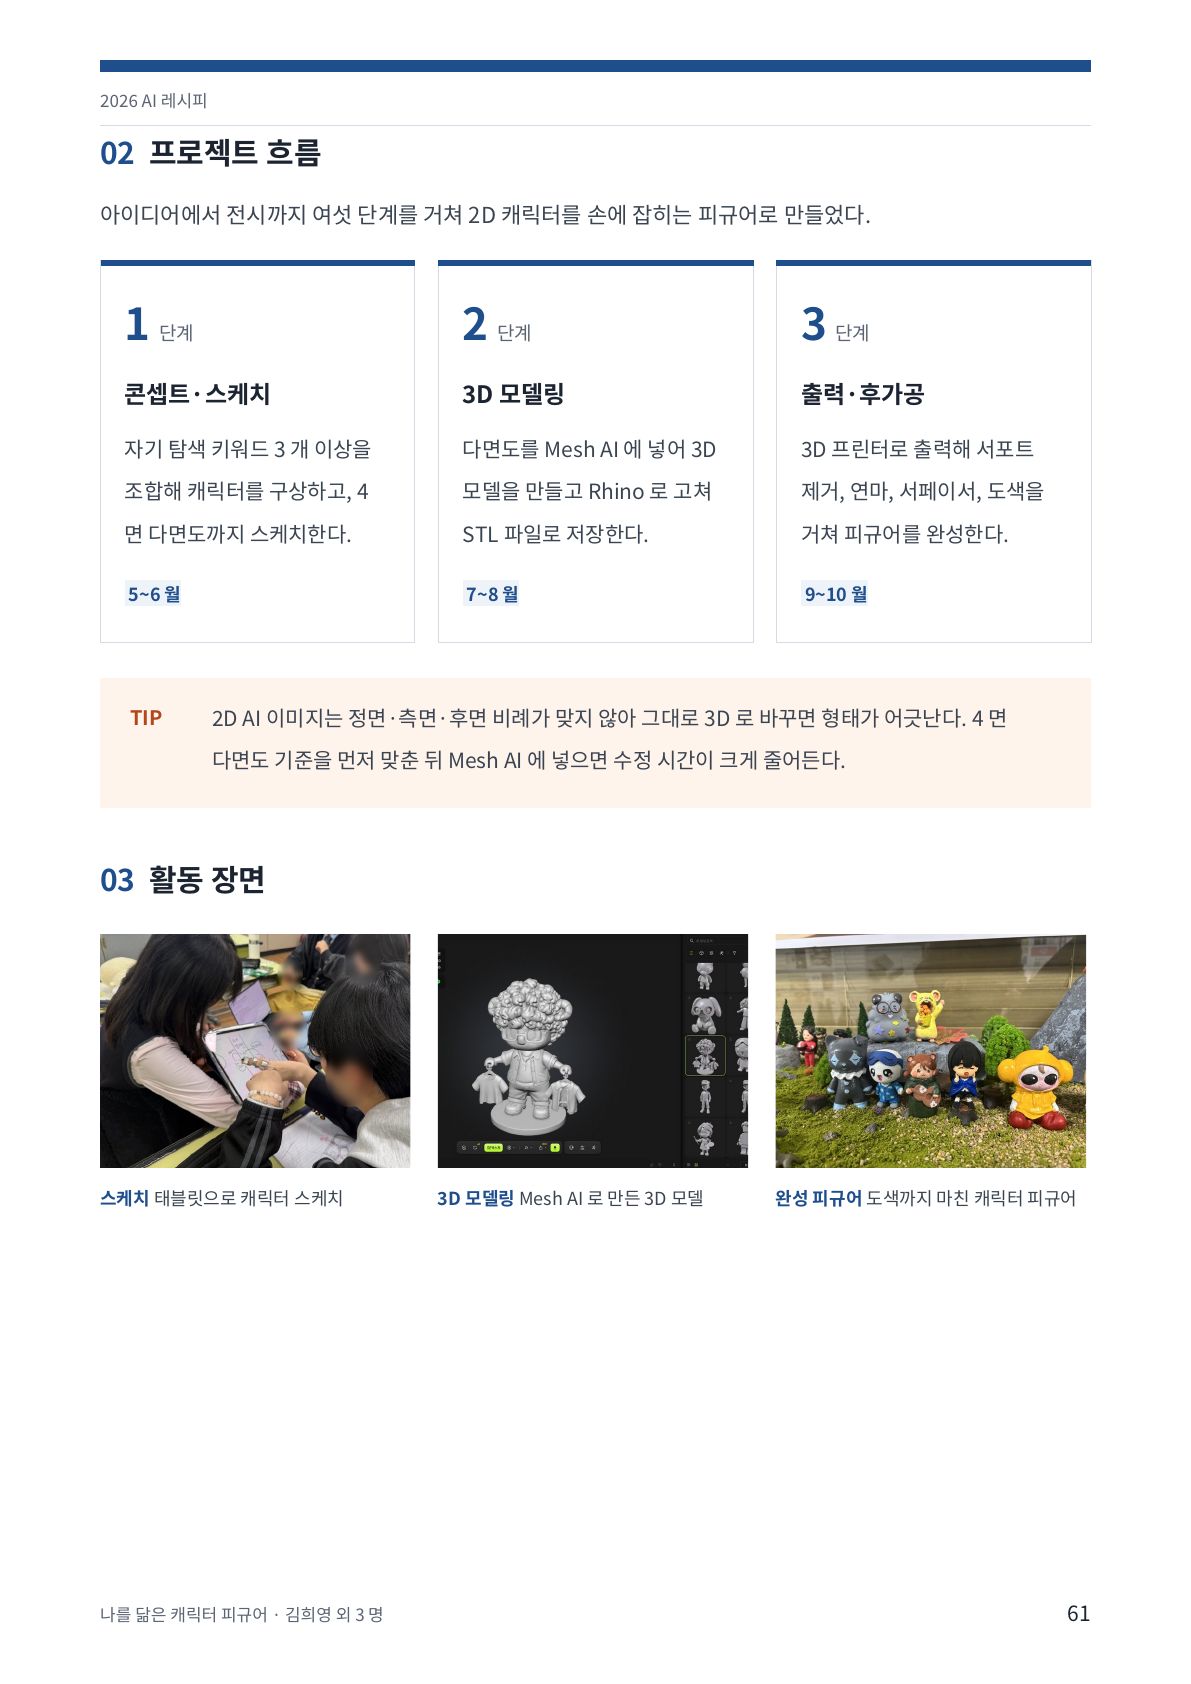 2026 AI 레시피
02 프로젝트 흐름
아이디어에서 전시까지 여섯 단계를 거쳐 2D 캐릭터를 손에 잡히는 피규어로 만들었다.
1 단계
콘셉트·스케치
자기 탐색 키워드 3 개 이상을
조합해 캐릭터를 구상하고, 4
면 다면도까지 스케치한다.
5~6 월
2 단계
3D 모델링
다면도를 Mesh AI 에 넣어 3D
모델을 만들고 Rhino 로 고쳐
STL 파일로 저장한다.
7~8 월
3 단계
출력·후가공
3D 프린터로 출력해 서포트
제거, 연마, 서페이서, 도색을
거쳐 피규어를 완성한다.
9~10 월
TIP
2D AI 이미지는 정면·측면·후면 비례가 맞지 않아 그대로 3D 로 바꾸면 형태가 어긋난다. 4 면
다면도 기준을 먼저 맞춘 뒤 Mesh AI 에 넣으면 수정 시간이 크게 줄어든다.
03 활동 장면
스케치 태블릿으로 캐릭터 스케치
3D 모델링 Mesh AI 로 만든 3D 모델
완성 피규어 도색까지 마친 캐릭터 피규어
나를 닮은 캐릭터 피규어 · 김희영 외 3 명
61